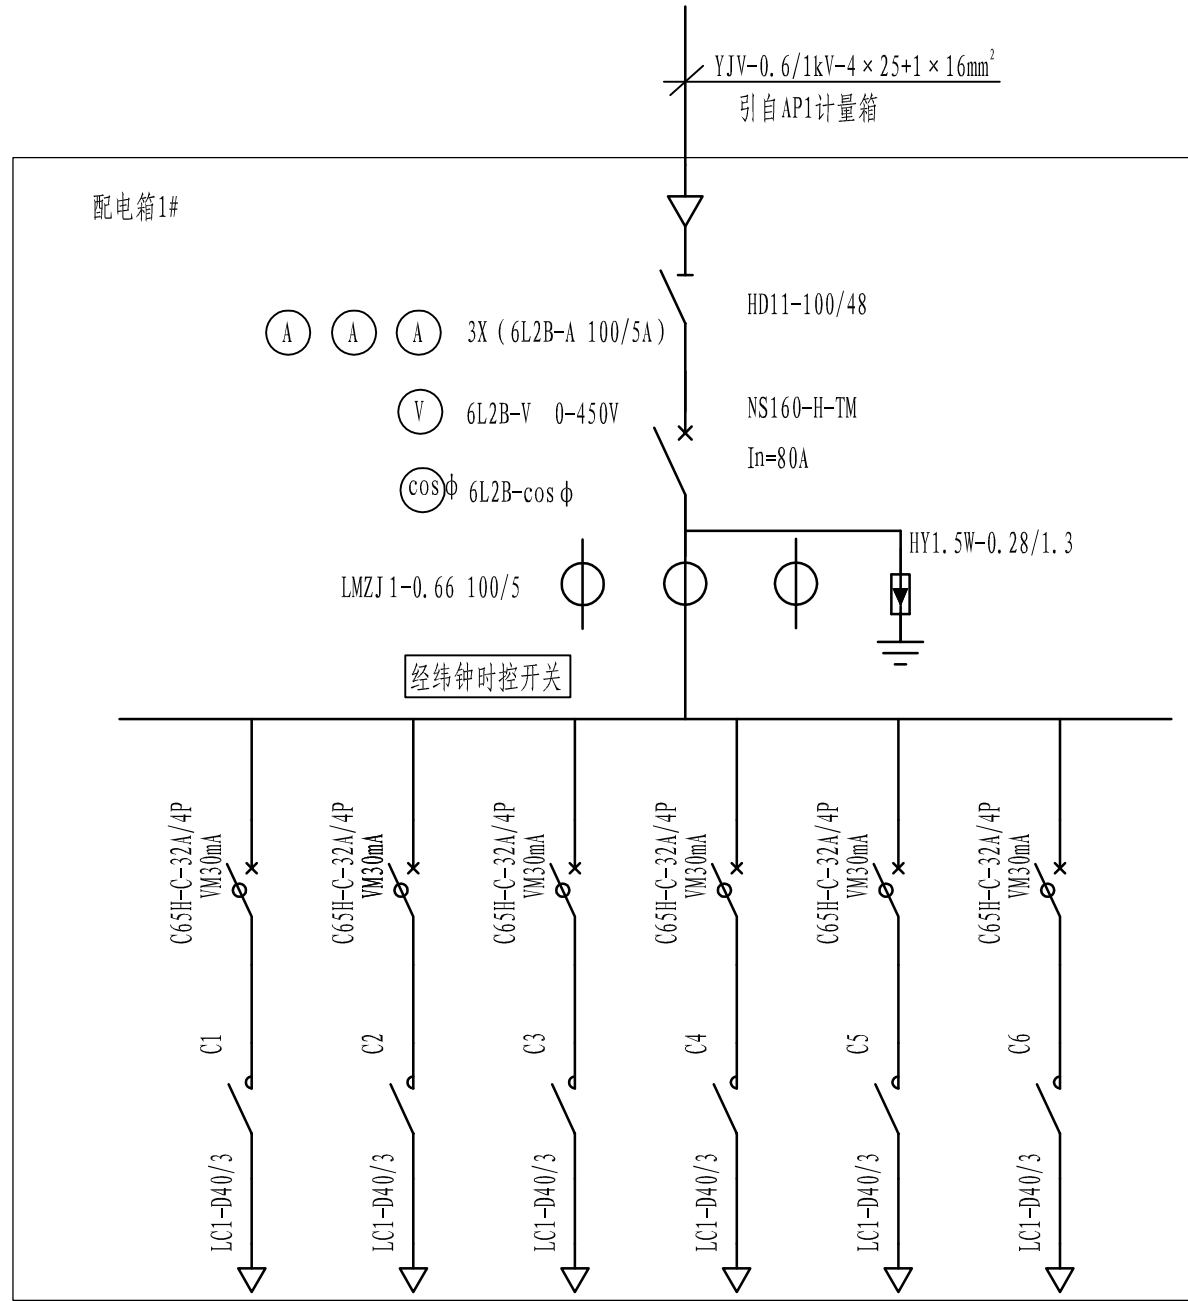 YJV-0.6/1kV-4×25+1×16mm²
引自AP1计量箱
配电箱1#
HD11-100/48
A A A 3X(6L2B-A 100/5A)
V 6L2B-V 0-450V
NS160-H-TM
In=80A
cosφ 6L2B-cosφ
HY1.5W-0.28/1.3
LMZJ1-0.66 100/5
经纬钟时控开关
C65H-C-32A/4P
VM30mA
C65H-C-32A/4P
VM30mA
C65H-C-32A/4P
VM30mA
C65H-C-32A/4P
VM30mA
C65H-C-32A/4P
VM30mA
C65H-C-32A/4P
VM30mA
C1
C2
C3
C4
C5
C6
LC1-D40/3
LC1-D40/3
LC1-D40/3
LC1-D40/3
LC1-D40/3
LC1-D40/3